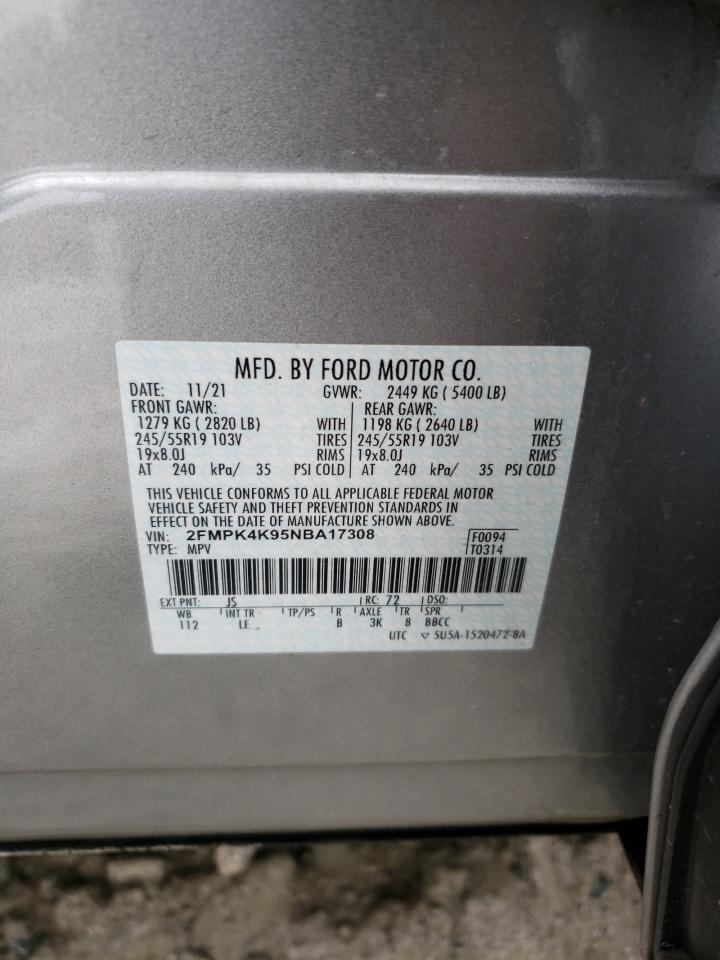 MFD. BY FORD MOTOR CO.
DATE: 11/21 GVWR: 2449 KG ( 5400 LB)
FRONT GAWR: REAR GAWR:
1279 KG ( 2820 LB) WITH 1198 KG ( 2640 LB) WITH
245/55R19 103V TIRES 245/55R19 103V TIRES
19x8.0J RIMS 19x8.0J RIMS
AT 240 kPa/ 35 PSI COLD AT 240 kPa/ 35 PSI COLD
THIS VEHICLE CONFORMS TO ALL APPLICABLE FEDERAL MOTOR
VEHICLE SAFETY AND THEFT PREVENTION STANDARDS IN
EFFECT ON THE DATE OF MANUFACTURE SHOWN ABOVE.
VIN: 2FMPK4K95NBA17308 F0094
TYPE: MPV T0314
EXT PNT: JS RC: 72 DSO:
WB INT TR TP/PS R AXLE TR SPR
112 LE B 3K 8 BBCC
UTC ▽ 5U5A-1520472-BA